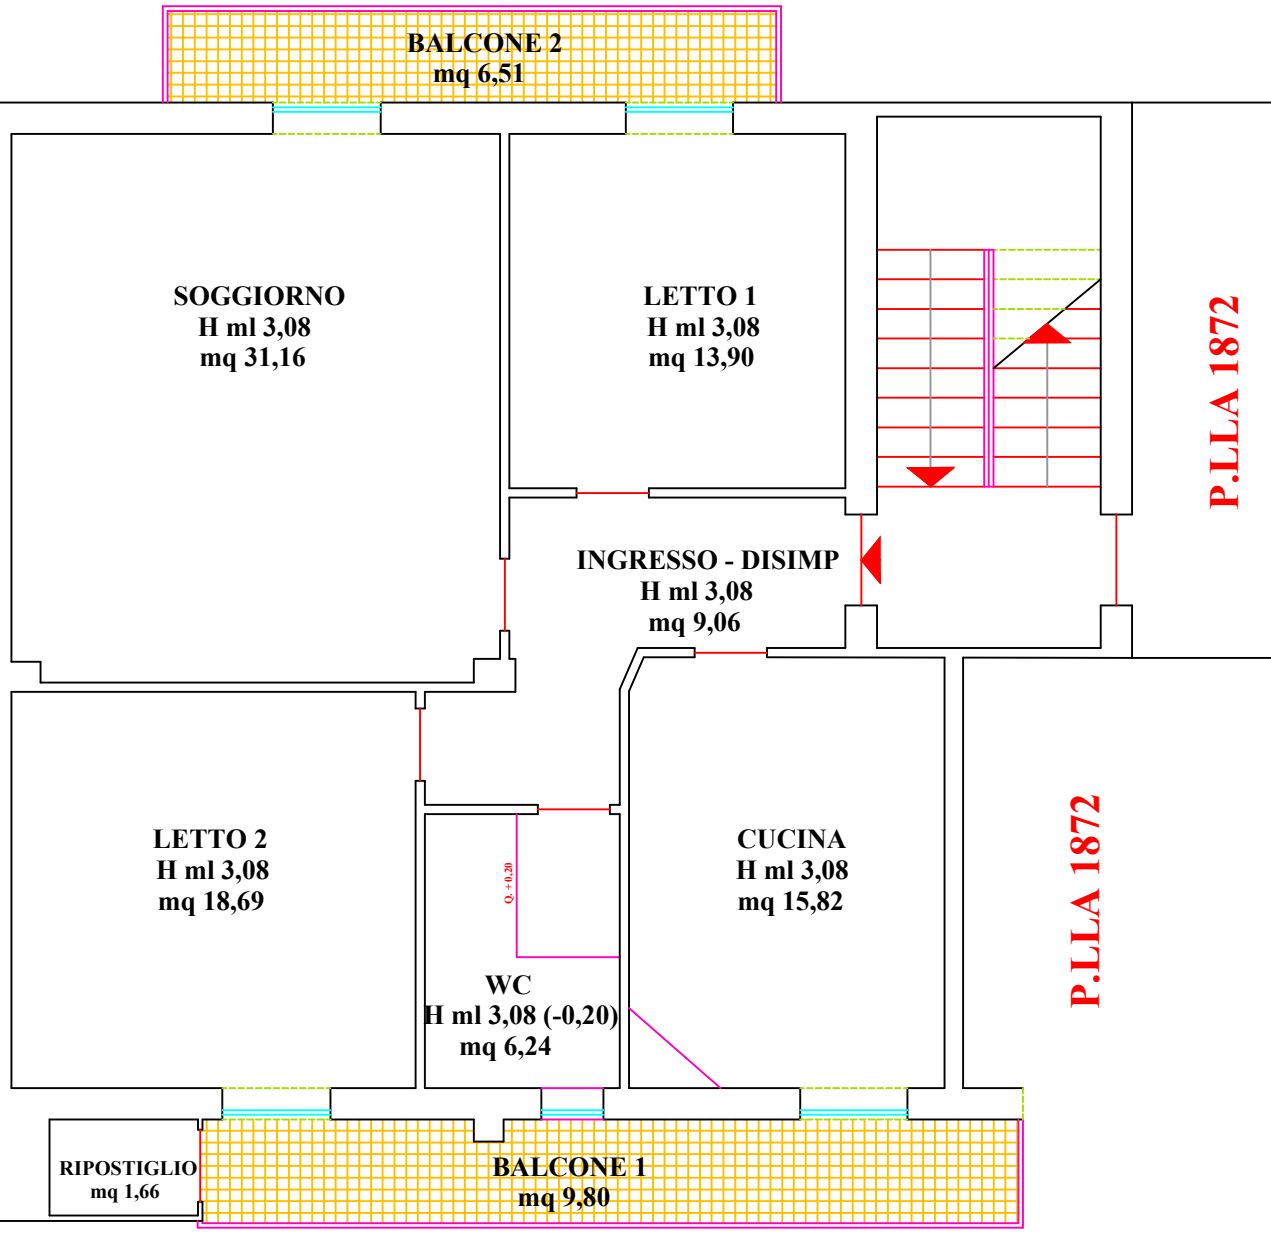 BALCONE 2
mq 6,51
SOGGIORNO
H ml 3,08
mq 31,16
LETTO 1
H ml 3,08
mq 13,90
P.LLA 1872
INGRESSO - DISIMP
H ml 3,08
mq 9,06
LETTO 2
H ml 3,08
mq 18,69
Q. +0,20
WC
H ml 3,08 (-0,20)
mq 6,24
CUCINA
H ml 3,08
mq 15,82
P.LLA 1872
RIPOSTIGLIO
mq 1,66
BALCONE 1
mq 9,80